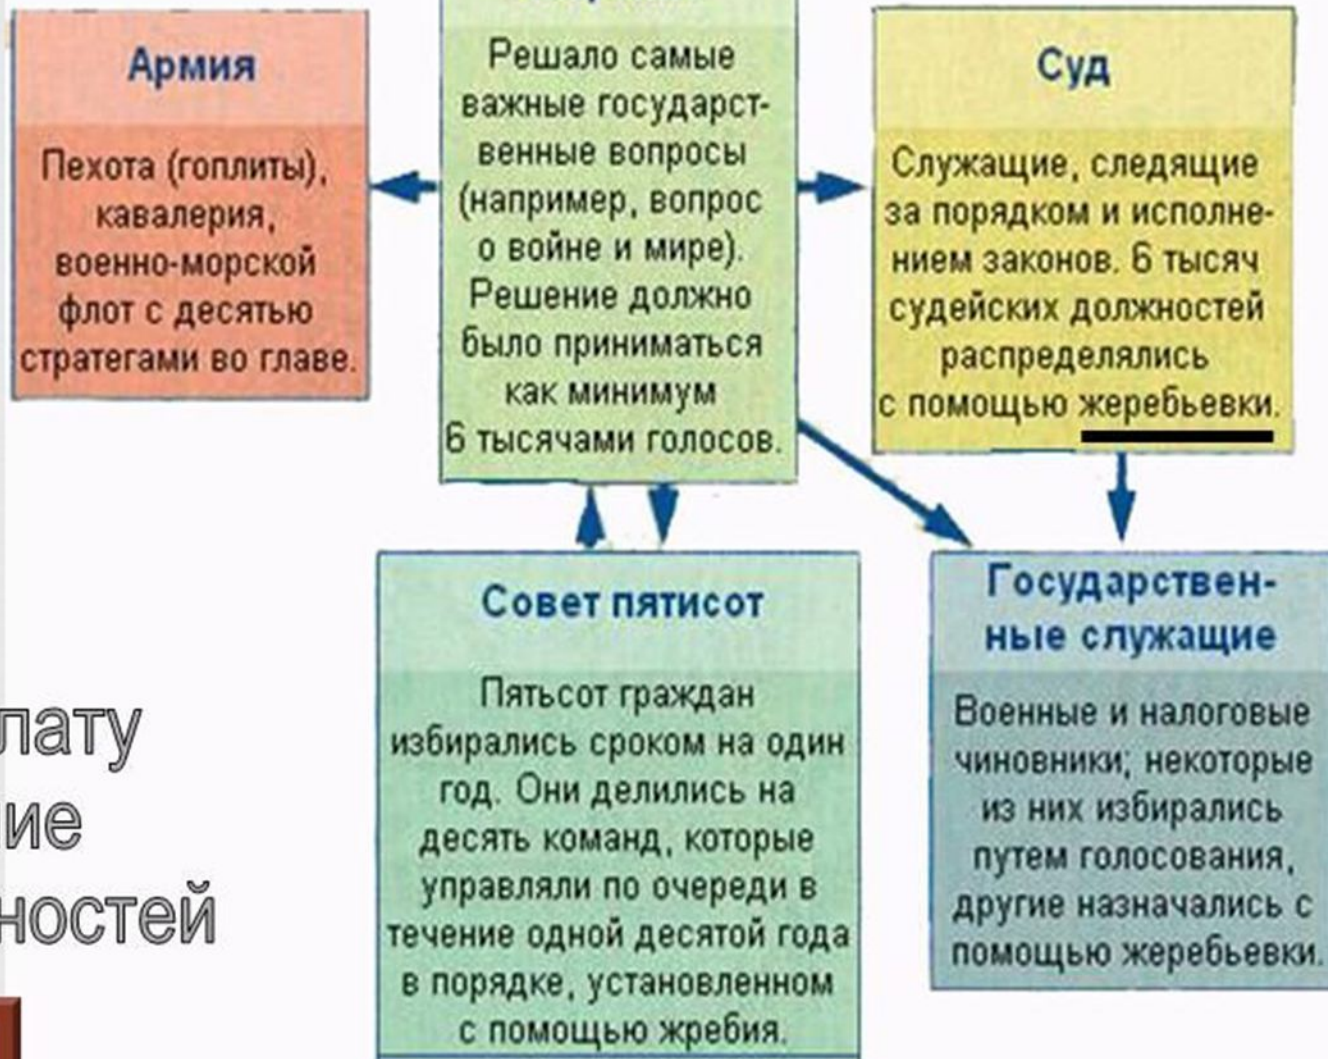 Армия
Пехота (гоплиты),
кавалерия,
военно-морской
флот с десятью
стратегами во главе.
Решало самые
важные государст-
венные вопросы
(например, вопрос
о войне и мире).
Решение должно
было приниматься
как минимум
6 тысячами голосов.
Суд
Служащие, следящие
за порядком и исполне-
нием законов. 6 тысяч
судейских должностей
распределялись
с помощью жеребьевки.
Совет пятисот
Пятьсот граждан
избирались сроком на один
год. Они делились на
десять команд, которые
управляли по очереди в
течение одной десятой года
в порядке, установленном
с помощью жребия.
Государствен-
ные служащие
Военные и налоговые
чиновники; некоторые
из них избирались
путем голосования,
другие назначались с
помощью жеребьевки.
лату
ие
ностей